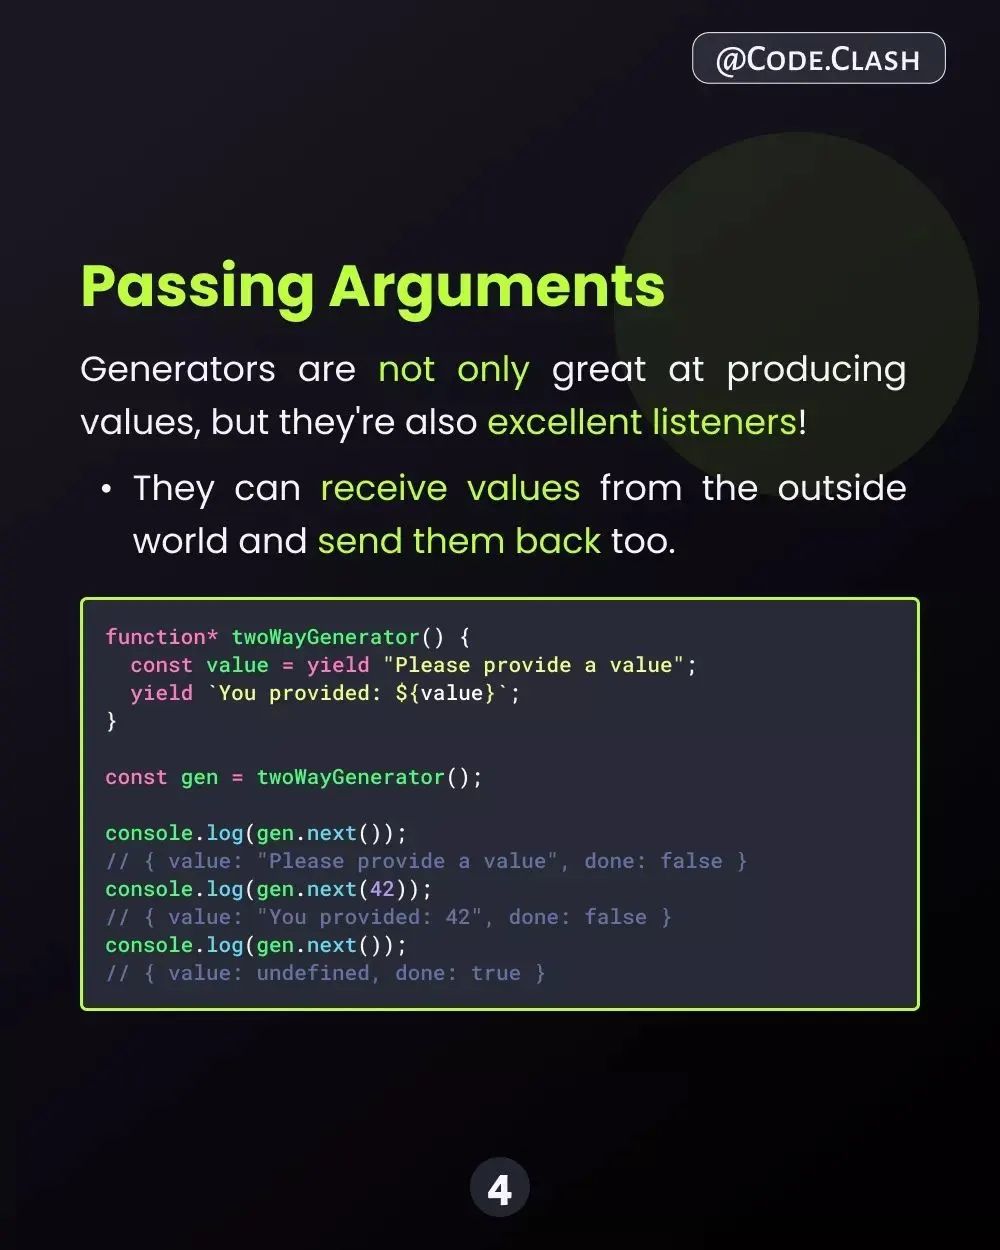 @CODE.CLASH
Passing Arguments
Generators are not only great at producing
values, but they're also excellent listeners!
• They can receive values from the outside
world and send them back too.
function* twoWayGenerator() {
  const value = yield "Please provide a value";
  yield `You provided: ${value}`;
}
const gen = twoWayGenerator();
console.log(gen.next());
// { value: "Please provide a value", done: false }
console.log(gen.next(42));
// { value: "You provided: 42", done: false }
console.log(gen.next());
// { value: undefined, done: true }
4